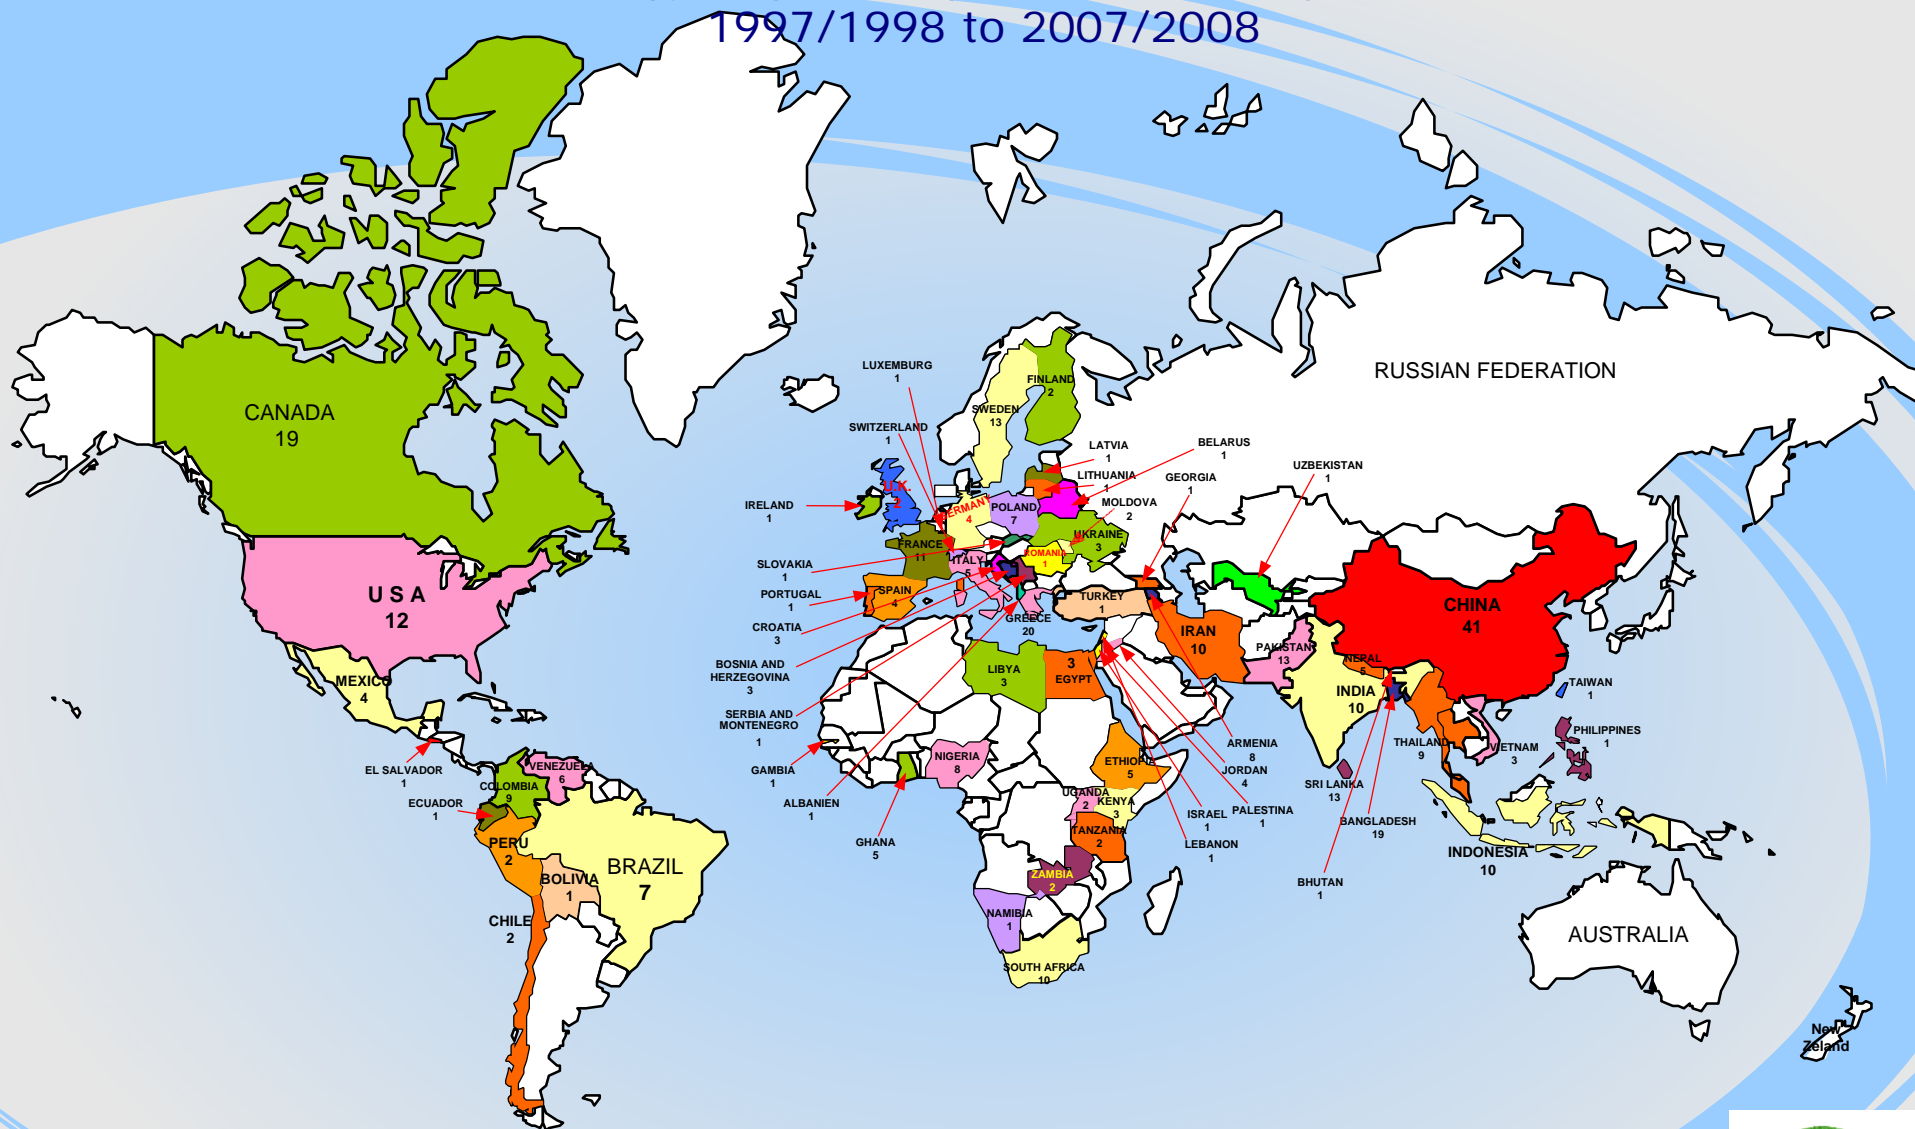 1997/1998 to 2007/2008
CANADA
19
U S A
12
MEXICO
4
EL SALVADOR
1
VENEZUELA
6
COLOMBIA
9
ECUADOR
1
PERU
2
BRAZIL
7
BOLIVIA
1
CHILE
2
LUXEMBURG
1
SWITZERLAND
1
IRELAND
1
U.K.
2
SWEDEN
13
FINLAND
2
LATVIA
1
LITHUANIA
1
BELARUS
1
GEORGIA
1
MOLDOVA
2
UZBEKISTAN
1
RUSSIAN FEDERATION
GERMANY
4
POLAND
7
UKRAINE
3
FRANCE
11
ITALY
5
ROMANIA
1
SLOVAKIA
1
PORTUGAL
1
SPAIN
4
CROATIA
3
GREECE
20
TURKEY
1
BOSNIA AND
HERZEGOVINA
3
SERBIA AND
MONTENEGRO
1
GAMBIA
1
ALBANIEN
1
GHANA
5
LIBYA
3
3
EGYPT
NIGERIA
8
ETHIOPIE
5
UGANDA
2
KENYA
3
TANZANIA
2
ZAMBIA
2
NAMIBIA
1
SOUTH AFRICA
10
ARMENIA
8
JORDAN
4
ISRAEL
1
PALESTINA
1
LEBANON
1
IRAN
10
PAKISTAN
13
NEPAL
5
INDIA
10
CHINA
41
SRI LANKA
13
BANGLADESH
19
BHUTAN
1
THAILAND
9
VIETNAM
3
TAIWAN
1
PHILIPPINES
1
INDONESIA
10
AUSTRALIA
New
Zeland